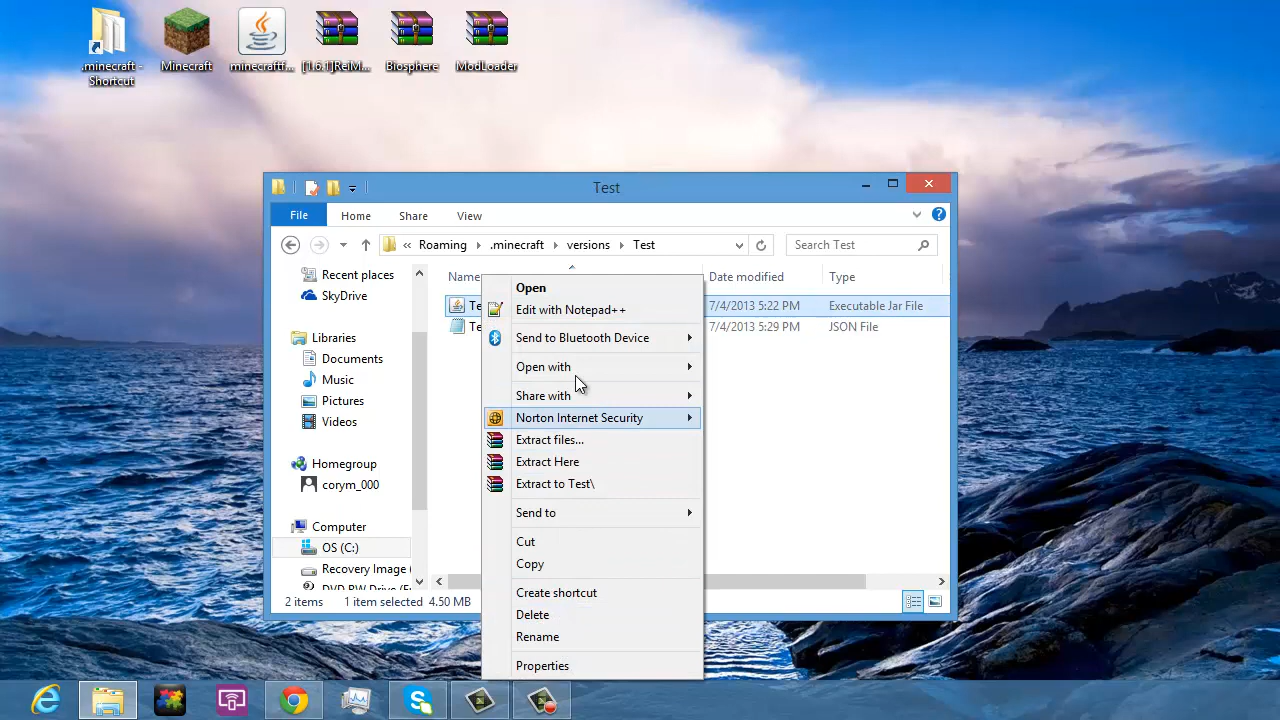 .minecraft - Shortcut
Minecraft
minecraftf...
[1.6.1]ReiM...
Biosphere
ModLoader
Test
File
Home
Share
View
«
Roaming
.minecraft
versions
Test
Search Test
Recent places
SkyDrive
Libraries
Documents
Music
Pictures
Videos
Homegroup
corym_000
Computer
OS (C:)
Recovery Image (
Name
Date modified
Type
Te
7/4/2013 5:22 PM
Executable Jar File
Te
7/4/2013 5:29 PM
JSON File
Open
Edit with Notepad++
Send to Bluetooth Device
Open with
Share with
Norton Internet Security
Extract files...
Extract Here
Extract to Test\
Send to
Cut
Copy
Create shortcut
Delete
Rename
Properties
2 items
1 item selected 4.50 MB